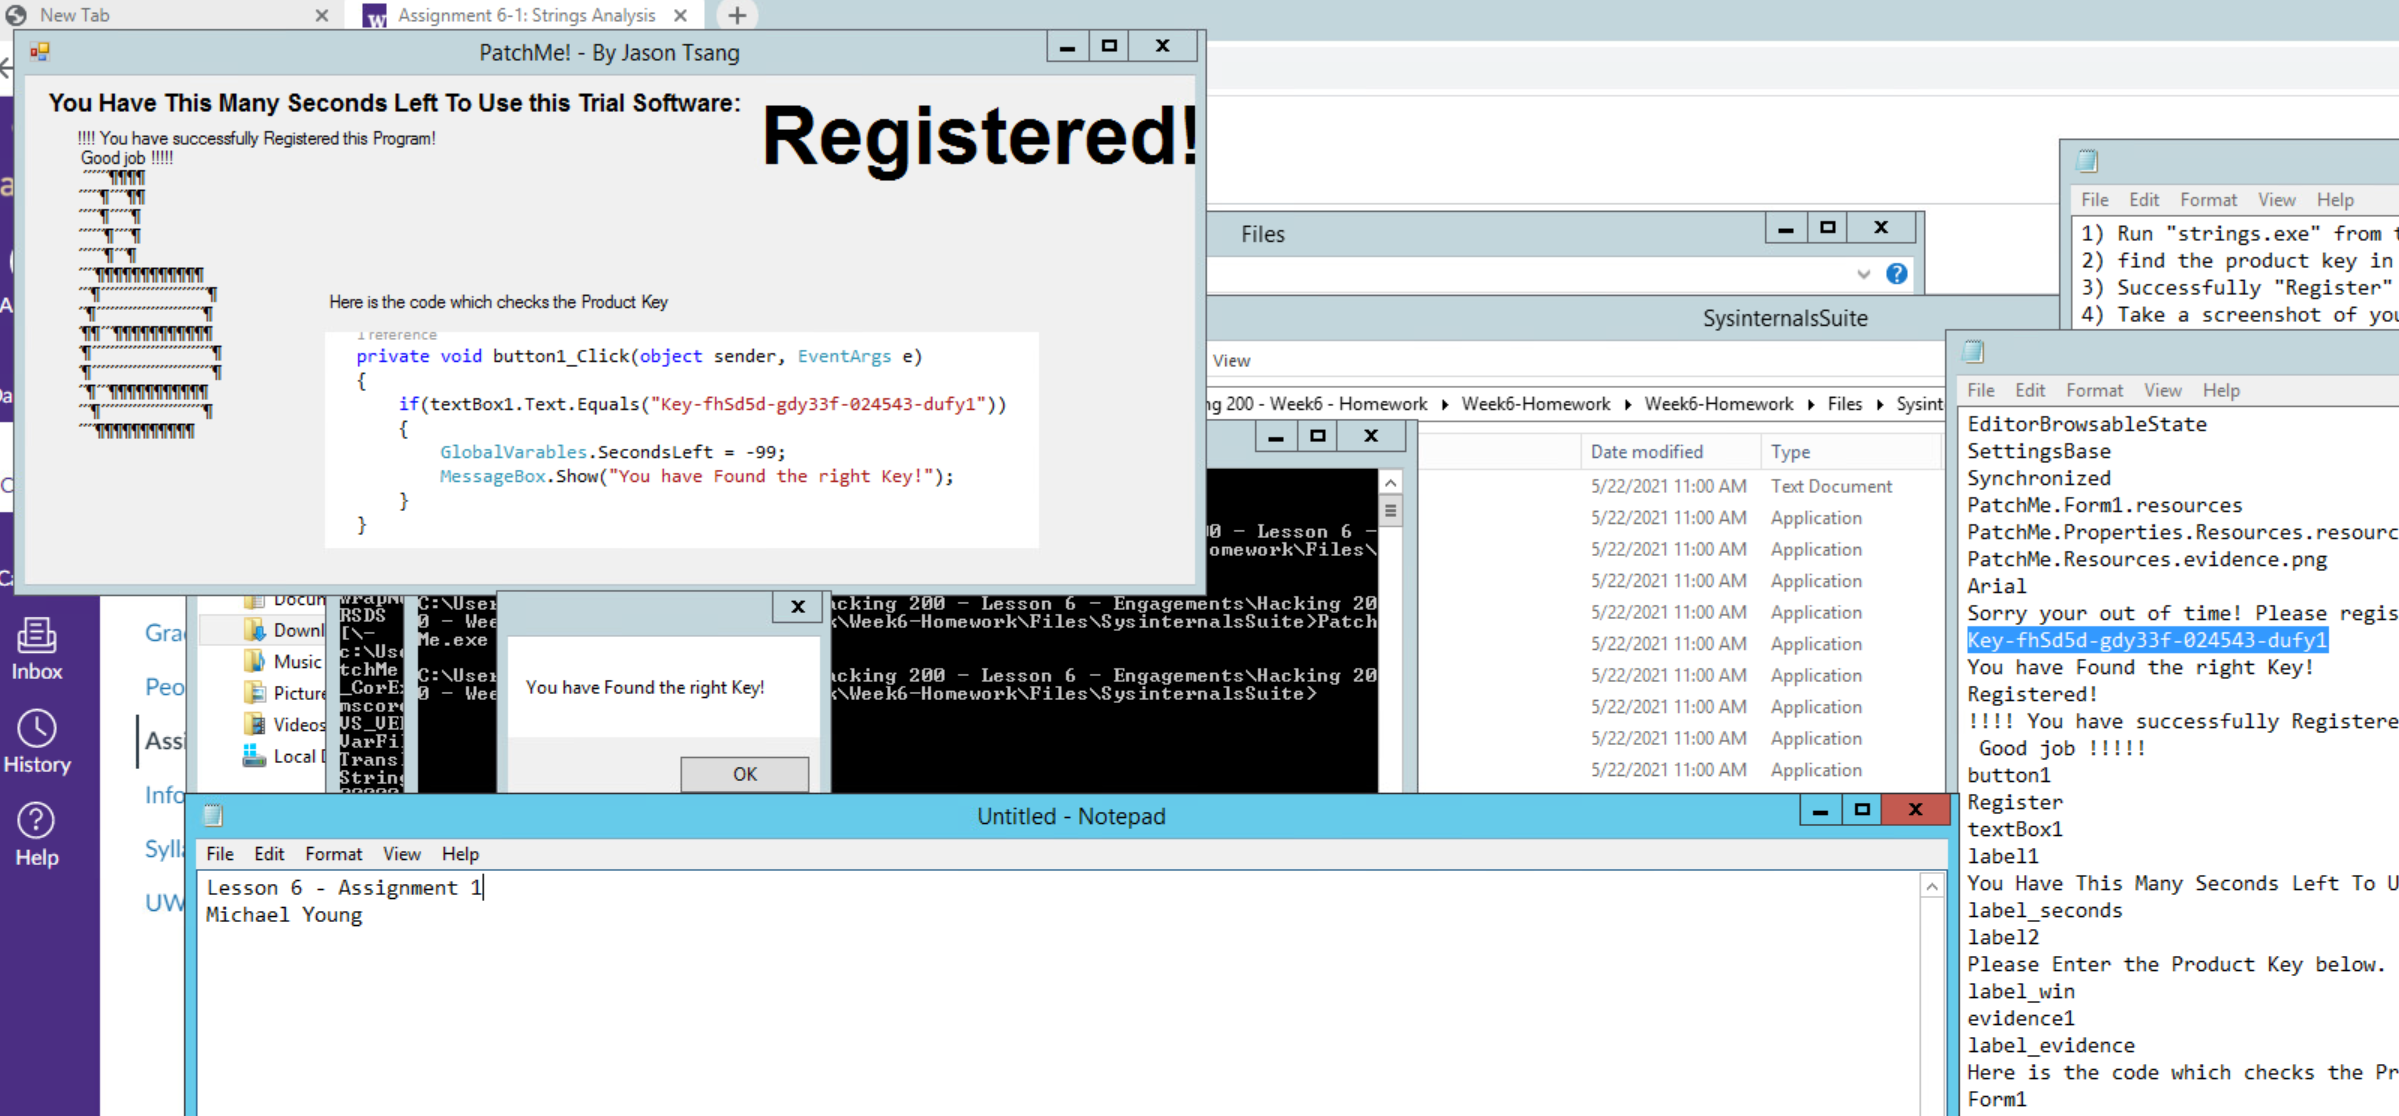 New Tab
Assignment 6-1: Strings Analysis
PatchMe! - By Jason Tsang
You Have This Many Seconds Left To Use this Trial Software:
Registered!
!!!! You have successfully Registered this Program!
Good job !!!!!
Here is the code which checks the Product Key
1 reference
private void button1_Click(object sender, EventArgs e)
{
if(textBox1.Text.Equals("Key-fhSd5d-gdy33f-024543-dufy1"))
{
GlobalVarables.SecondsLeft = -99;
MessageBox.Show("You have Found the right Key!");
}
}
Files
SysinternalsSuite
View
ng 200 - Week6 - Homework ▸ Week6-Homework ▸ Week6-Homework ▸ Files ▸ Sysint
Date modified Type
5/22/2021 11:00 AM Text Document
5/22/2021 11:00 AM Application
5/22/2021 11:00 AM Application
5/22/2021 11:00 AM Application
5/22/2021 11:00 AM Application
5/22/2021 11:00 AM Application
5/22/2021 11:00 AM Application
5/22/2021 11:00 AM Application
5/22/2021 11:00 AM Application
5/22/2021 11:00 AM Application
File Edit Format View Help
1) Run "strings.exe" from
2) find the product key in
3) Successfully "Register"
4) Take a screenshot of you
File Edit Format View Help
EditorBrowsableState
SettingsBase
Synchronized
PatchMe.Form1.resources
PatchMe.Properties.Resources.resourc
PatchMe.Resources.evidence.png
Arial
Sorry your out of time! Please regis
Key-fhSd5d-gdy33f-024543-dufy1
You have Found the right Key!
Registered!
!!!! You have successfully Registere
Good job !!!!!
button1
Register
textBox1
label1
You Have This Many Seconds Left To U
label_seconds
label2
Please Enter the Product Key below.
label_win
evidence1
label_evidence
Here is the code which checks the Pr
Form1
0 - Lesson 6 -
omework\Files\
C:\User
acking 200 - Lesson 6 - Engagements\Hacking 20
0 - Wee
k\Week6-Homework\Files\SysinternalsSuite>Patch
Me.exe
C:\User
acking 200 - Lesson 6 - Engagements\Hacking 20
0 - Wee
k\Week6-Homework\Files\SysinternalsSuite>
RSDS
[\-
c:\Use
tchMe
_CorE
mscore
VS_VE
VarFi
Trans
String
Docum
Downl
Music
Picture
Videos
Local D
You have Found the right Key!
OK
Inbox
History
Help
Gra
Peo
Assi
Info
Sylla
UW
Untitled - Notepad
File Edit Format View Help
Lesson 6 - Assignment 1
Michael Young